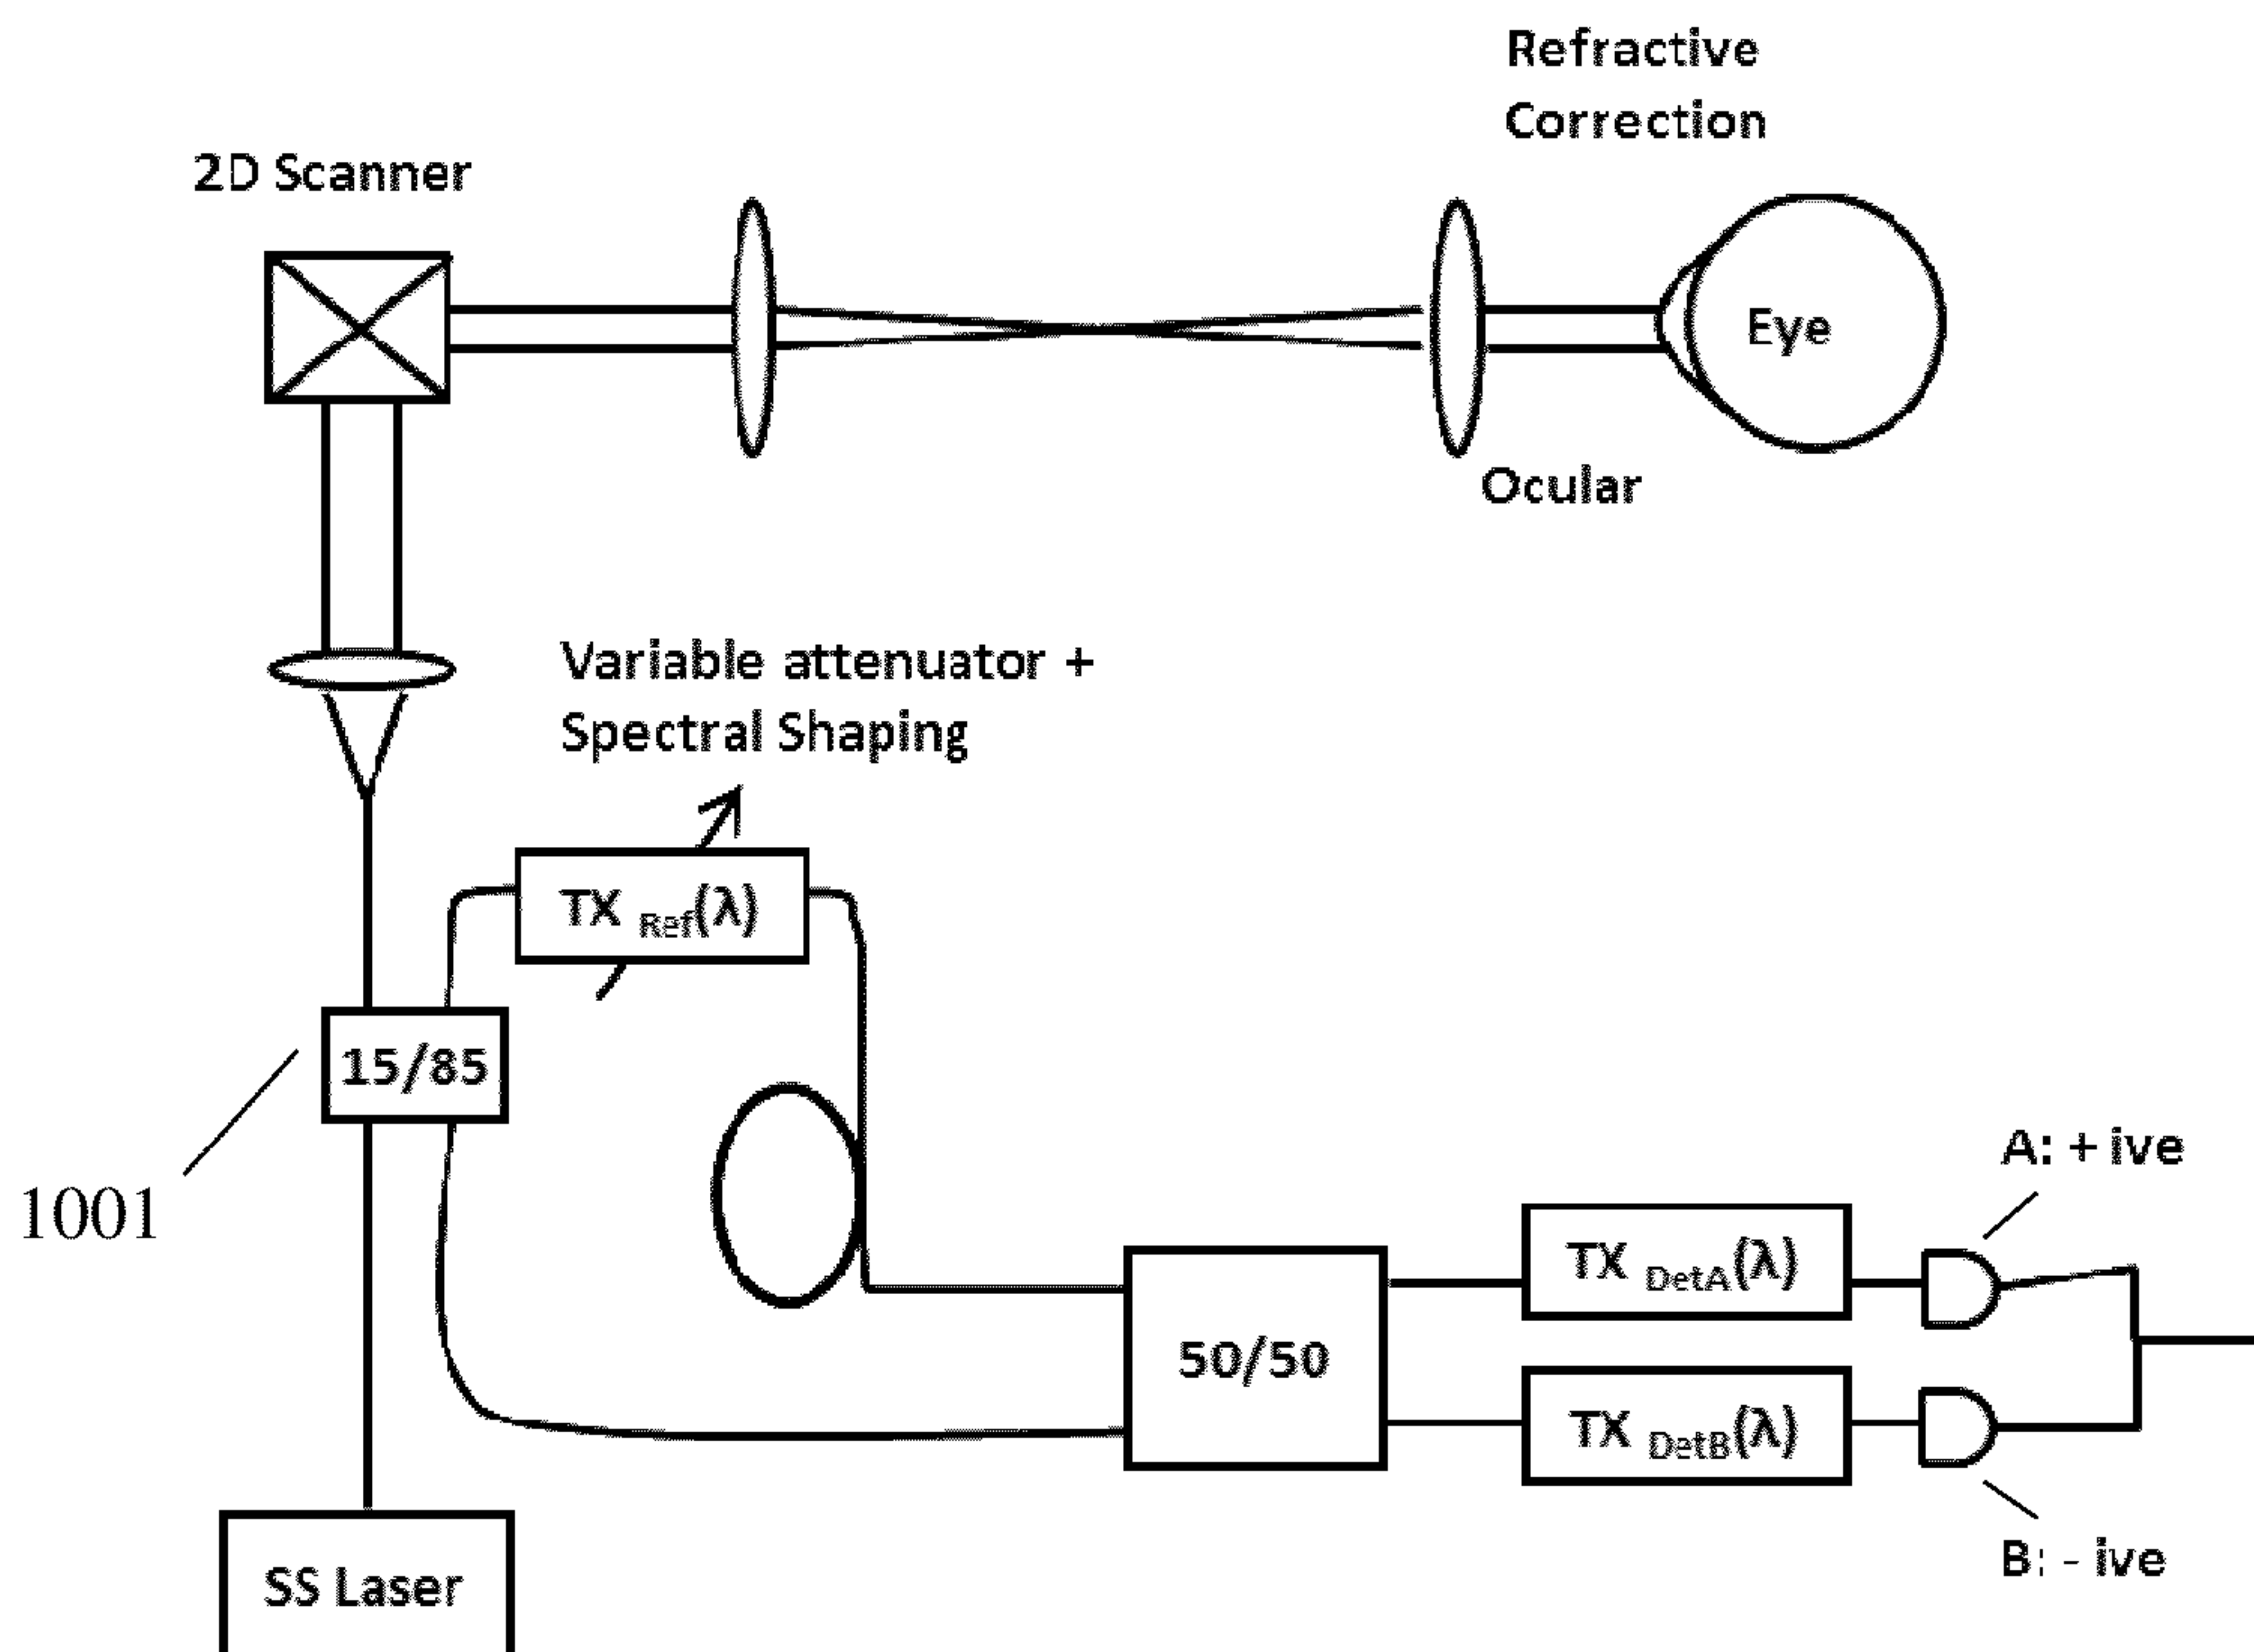 Refractive
Correction
2D Scanner
Eye
Ocular
Variable attenuator +
Spectral Shaping
TX Ref(λ)
15/85
1001
A: + ive
TX DetA(λ)
50/50
TX DetB(λ)
B: - ive
SS Laser